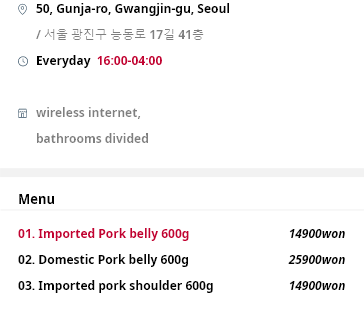 50, Gunja-ro, Gwangjin-gu, Seoul
/ 서울 광진구 능동로 17길 41층
Everyday 16:00-04:00
wireless internet,
bathrooms divided
Menu
01. Imported Pork belly 600g 14900won
02. Domestic Pork belly 600g 25900won
03. Imported pork shoulder 600g 14900won